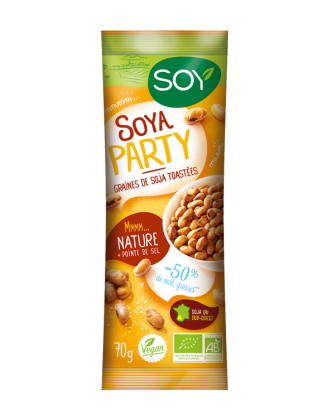 SOY
mmmm...
SOYA
PARTY
GRAINES DE SOJA TOASTÉES
Mmmm...
NATURE
+ POINTE DE SEL
-50%
de mat. grasses**
SOJA DU
SUD-OUEST
70g
Vegan
AB